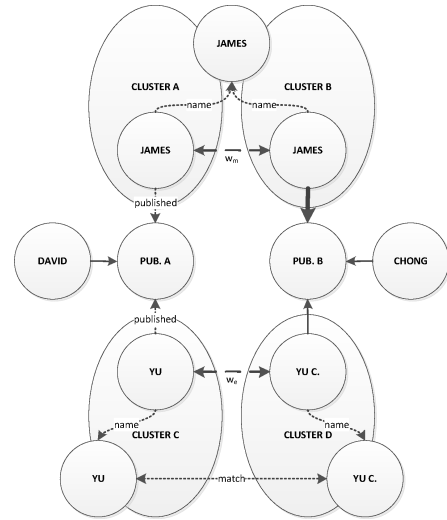 JAMES
CLUSTER A
CLUSTER B
name
name
JAMES
JAMES
wm
published
DAVID
PUB. A
PUB. B
CHONG
published
YU
YU C.
we
name
name
CLUSTER C
CLUSTER D
YU
match
YU C.